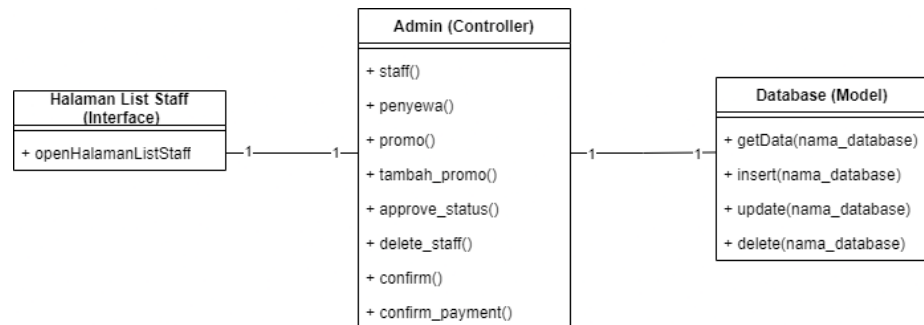 Halaman List Staff
(Interface)
+ openHalamanListStaff
1
1
Admin (Controller)
+ staff()
+ penyewa()
+ promo()
+ tambah_promo()
+ approve_status()
+ delete_staff()
+ confirm()
+ confirm_payment()
1
1
Database (Model)
+ getData(nama_database)
+ insert(nama_database)
+ update(nama_database)
+ delete(nama_database)